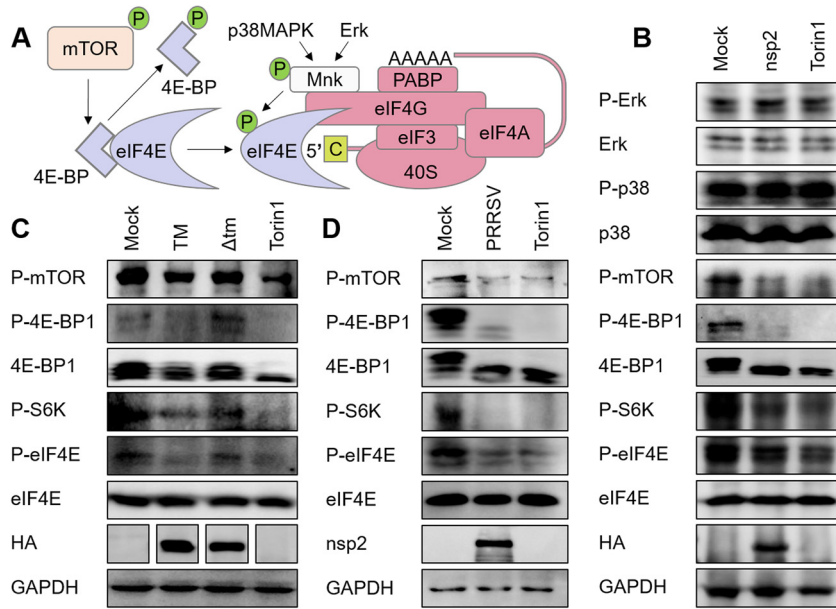 A
P
mTOR
P
4E-BP
4E-BP
eIF4E
p38MAPK
Erk
P
Mnk
P
eIF4E
5’
C
AAAAA
PABP
eIF4G
eIF3
eIF4A
40S
B
Mock
nsp2
Torin1
P-Erk
Erk
P-p38
p38
P-mTOR
P-4E-BP1
4E-BP1
P-S6K
P-eIF4E
eIF4E
HA
GAPDH
C
Mock
TM
Δtm
Torin1
P-mTOR
P-4E-BP1
4E-BP1
P-S6K
P-eIF4E
eIF4E
HA
GAPDH
D
Mock
PRRSV
Torin1
P-mTOR
P-4E-BP1
4E-BP1
P-S6K
P-eIF4E
eIF4E
nsp2
GAPDH